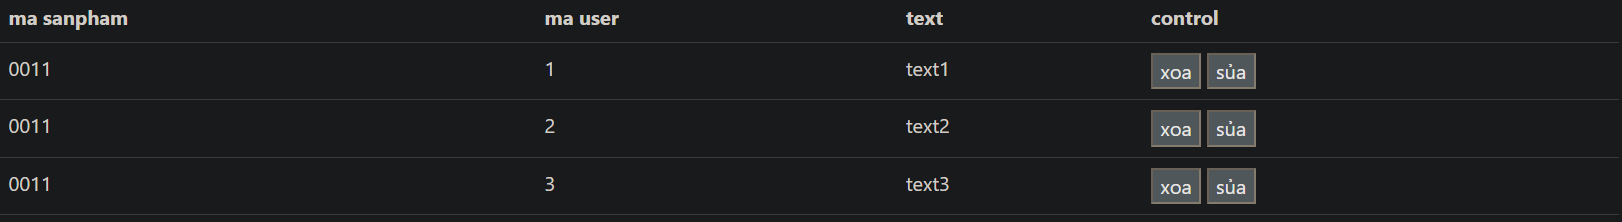 ma sanpham ma user text control
0011 1 text1 xoa sủa
0011 2 text2 xoa sủa
0011 3 text3 xoa sủa